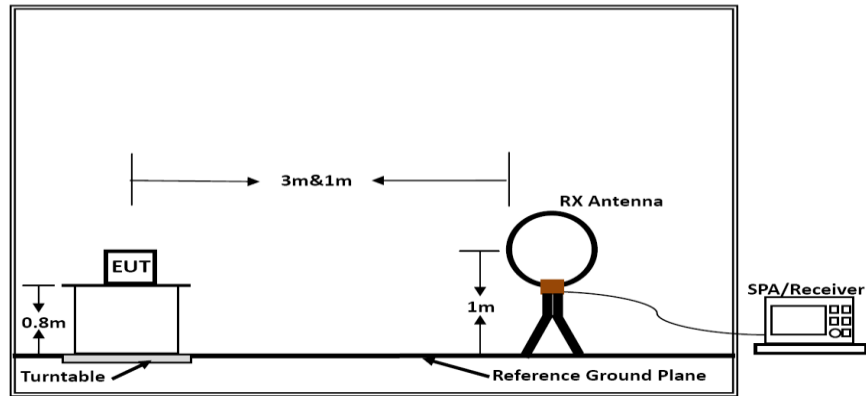 3m&1m
RX Antenna
EUT
SPA/Receiver
0.8m
1m
Turntable
Reference Ground Plane